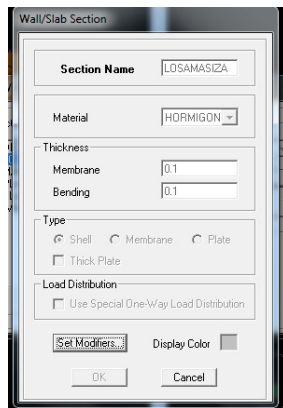 Wall/Slab Section
Section Name LOSAMASIZA
Material HORMIGON
Thickness
Membrane 0.1
Bending 0.1
Type
Shell Membrane Plate
Thick Plate
Load Distribution
Use Special One-Way Load Distribution
Set Modifiers... Display Color
OK Cancel